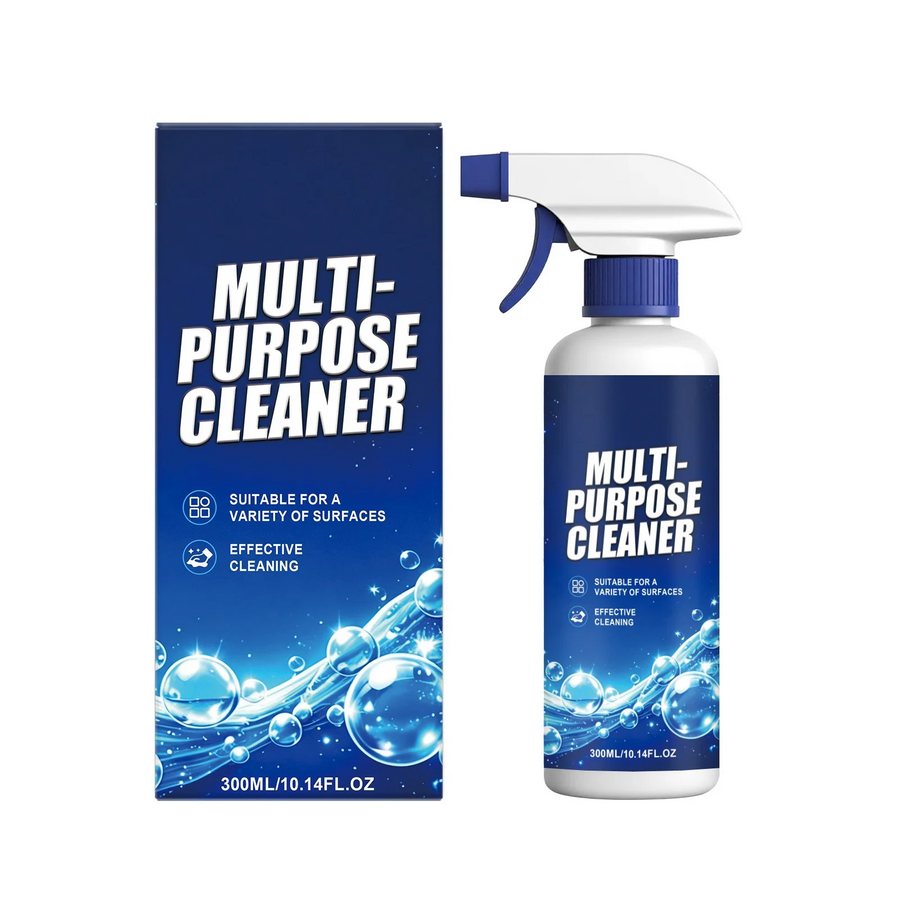 MULTI-
PURPOSE
CLEANER
SUITABLE FOR A
VARIETY OF SURFACES
EFFECTIVE
CLEANING
300ML/10.14FL.OZ
MULTI-
PURPOSE
CLEANER
SUITABLE FOR A
VARIETY OF SURFACES
EFFECTIVE
CLEANING
300ML/10.14FL.OZ